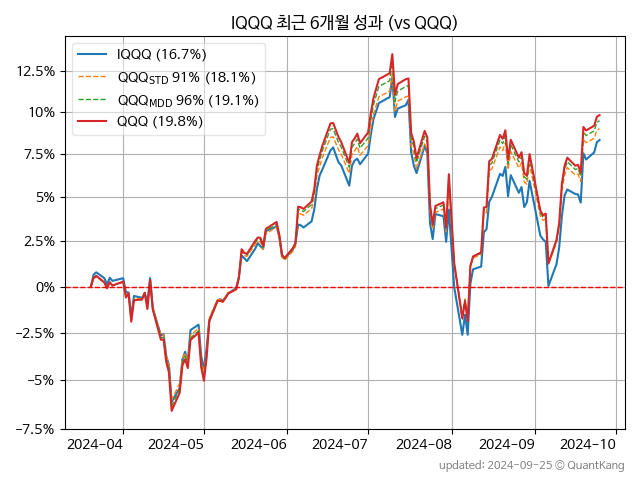 IQQQ 최근 6개월 성과 (vs QQQ)
IQQQ (16.7%)
QQQSTD 91% (18.1%)
QQQMDD 96% (19.1%)
QQQ (19.8%)
12.5%
10%
7.5%
5%
2.5%
0%
−2.5%
−5%
−7.5%
2024-04 2024-05 2024-06 2024-07 2024-08 2024-09 2024-10
updated: 2024-09-25 © QuantKang